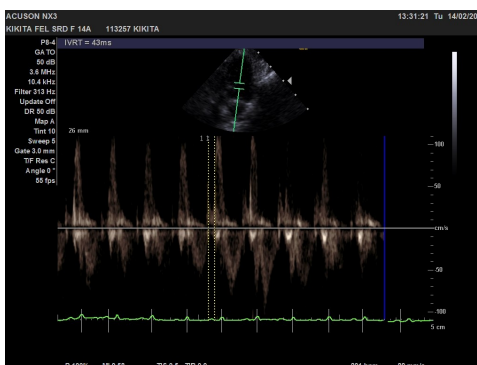 ACUSON NX3
13:31:21 Tu 14/02/20
KIKITA FEL SRD F 14A 113257 KIKITA
P8-4
IVRT = 43ms
GA TO
50 dB
3.6 MHz
10.4 kHz
Filter 313 Hz
Update Off
DR 50 dB
Map A
Tint 10
Sweep 5
Gate 3.0 mm
T/F Res C
Angle 0 °
55 fps
26 mm
1 1
100
50
cm/s
-50
-100
5 cm